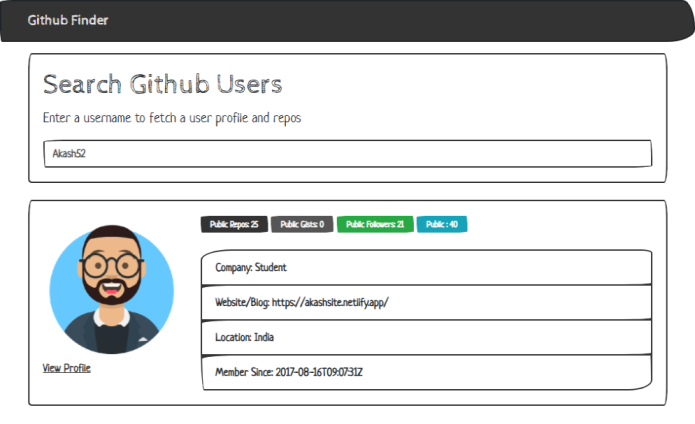 Github Finder
Search Github Users
Enter a username to fetch a user profile and repos
Akash52
Public Repos: 25 Public Gists: 0 Public Followers: 21 Public : 40
Company: Student
Website/Blog: https://akashsite.netlify.app/
Location: India
View Profile
Member Since: 2017-08-16T09:07:31Z